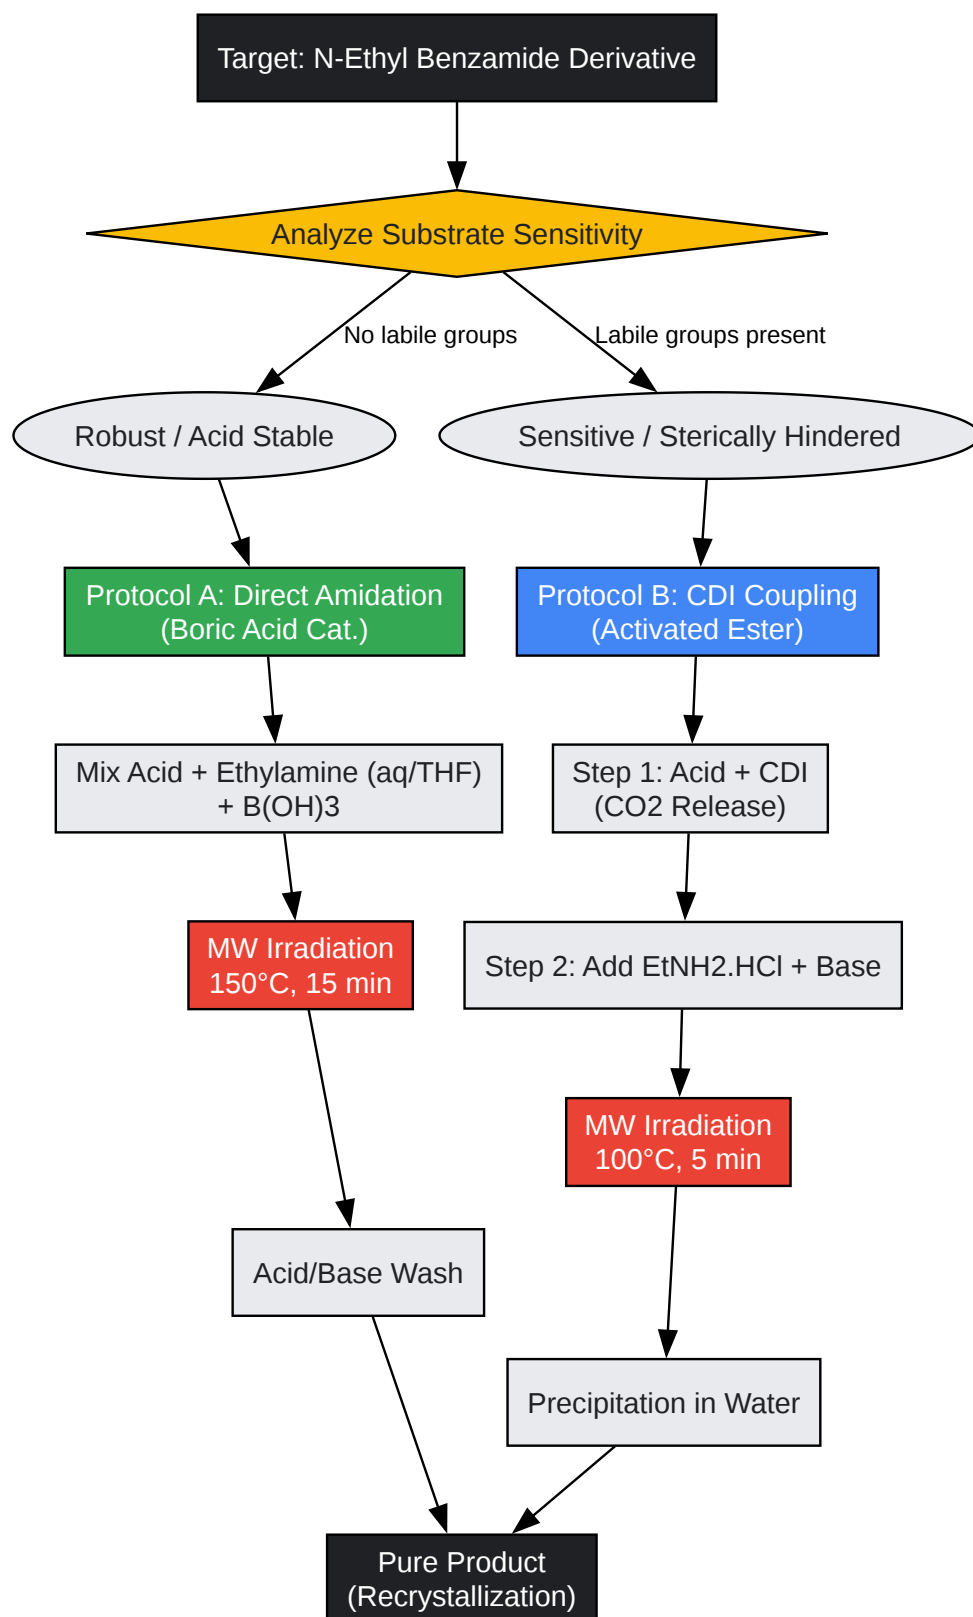 Target: N-Ethyl Benzamide Derivative
Analyze Substrate Sensitivity
No labile groups
Labile groups present
Robust / Acid Stable
Sensitive / Sterically Hindered
Protocol A: Direct Amidation
(Boric Acid Cat.)
Protocol B: CDI Coupling
(Activated Ester)
Mix Acid + Ethylamine (aq/THF)
+ B(OH)3
Step 1: Acid + CDI
(CO2 Release)
MW Irradiation
150°C, 15 min
Step 2: Add EtNH2.HCl + Base
MW Irradiation
100°C, 5 min
Acid/Base Wash
Precipitation in Water
Pure Product
(Recrystallization)